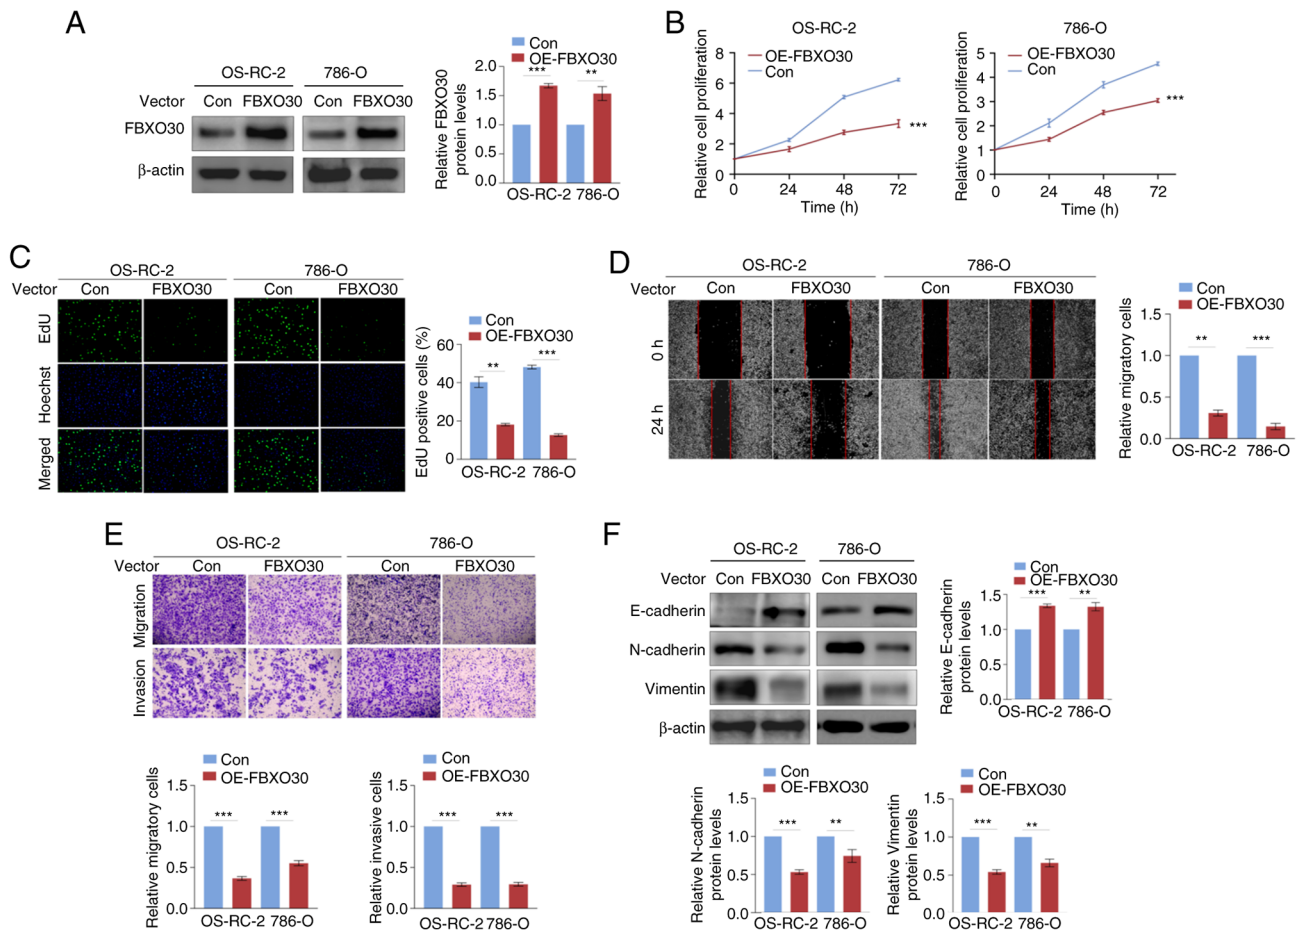 A
OS-RC-2 786-O
Vector Con FBXO30 Con FBXO30
FBXO30
β-actin
Con
OE-FBXO30
Relative FBXO30
protein levels
2.0
1.5
1.0
0.5
0.0
*** **
OS-RC-2 786-O
B
OS-RC-2
OE-FBXO30
Con
Relative cell proliferation
8
6
4
2
0
***
0 24 48 72
Time (h)
786-O
OE-FBXO30
Con
Relative cell proliferation
5
4
3
2
1
0
***
0 24 48 72
Time (h)
C
OS-RC-2 786-O
Vector Con FBXO30 Con FBXO30
EdU
Hoechst
Merged
Con
OE-FBXO30
EdU positive cells (%)
60
40
20
0
** ***
OS-RC-2 786-O
D
OS-RC-2 786-O
Vector Con FBXO30 Con FBXO30
0 h
24 h
Con
OE-FBXO30
Relative migratory cells
1.5
1.0
0.5
0.0
** ***
OS-RC-2 786-O
E
OS-RC-2 786-O
Vector Con FBXO30 Con FBXO30
Migration
Invasion
Con
OE-FBXO30
Relative migratory cells
1.5
1.0
0.5
0.0
*** ***
OS-RC-2 786-O
Con
OE-FBXO30
Relative invasive cells
1.5
1.0
0.5
0.0
*** ***
OS-RC-2 786-O
F
OS-RC-2 786-O
Vector Con FBXO30 Con FBXO30
E-cadherin
N-cadherin
Vimentin
β-actin
Con
OE-FBXO30
Relative E-cadherin
protein levels
1.5
1.0
0.5
0.0
*** **
OS-RC-2 786-O
Con
OE-FBXO30
Relative N-cadherin
protein levels
1.5
1.0
0.5
0.0
*** **
OS-RC-2 786-O
Con
OE-FBXO30
Relative Vimentin
protein levels
1.5
1.0
0.5
0.0
*** **
OS-RC-2 786-O